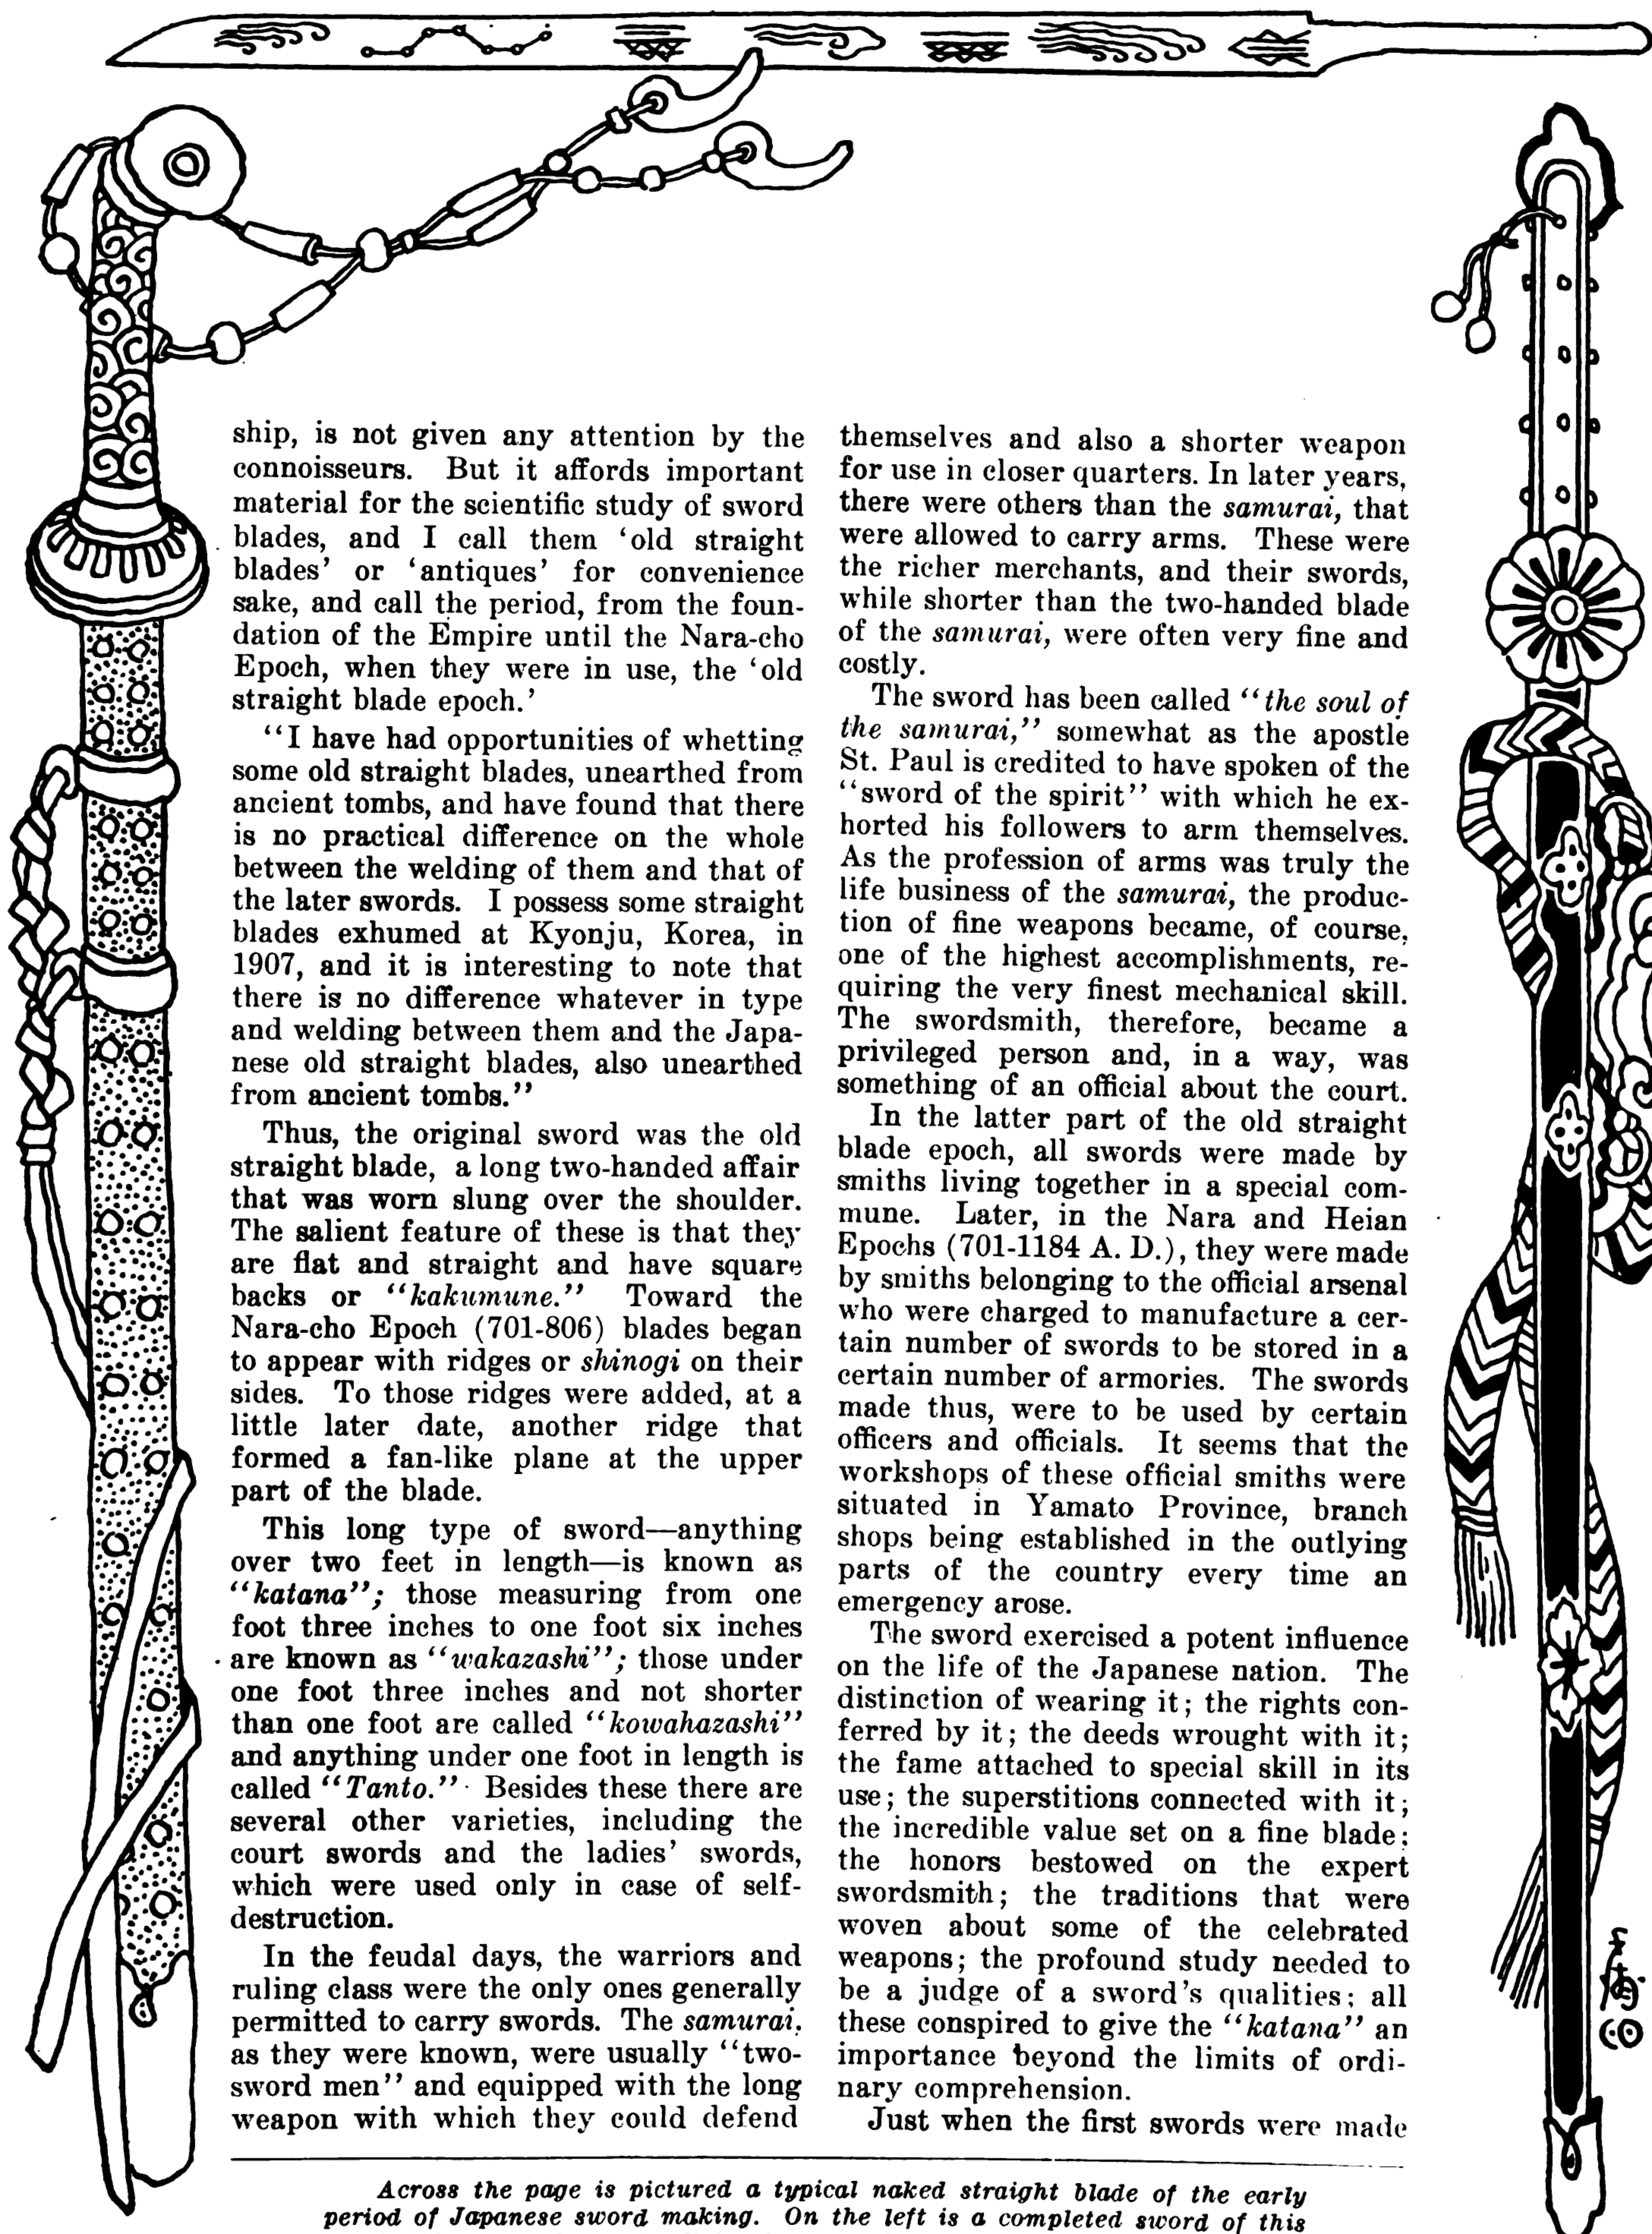 ship, is not given any attention by the
connoisseurs. But it affords important
material for the scientific study of sword
blades, and I call them ‘old straight
blades’ or ‘antiques’ for convenience
sake, and call the period, from the foun-
dation of the Empire until the Nara-cho
Epoch, when they were in use, the ‘old
straight blade epoch.’
“I have had opportunities of whetting
some old straight blades, unearthed from
ancient tombs, and have found that there
is no practical difference on the whole
between the welding of them and that of
the later swords. I possess some straight
blades exhumed at Kyonju, Korea, in
1907, and it is interesting to note that
there is no difference whatever in type
and welding between them and the Japa-
nese old straight blades, also unearthed
from ancient tombs.”
Thus, the original sword was the old
straight blade, a long two-handed affair
that was worn slung over the shoulder.
The salient feature of these is that they
are flat and straight and have square
backs or “kakumune.” Toward the
Nara-cho Epoch (701-806) blades began
to appear with ridges or shinogi on their
sides. To those ridges were added, at a
little later date, another ridge that
formed a fan-like plane at the upper
part of the blade.
This long type of sword—anything
over two feet in length—is known as
“katana”; those measuring from one
foot three inches to one foot six inches
are known as “wakazashi”; those under
one foot three inches and not shorter
than one foot are called “kowahazashi”
and anything under one foot in length is
called “Tanto.” Besides these there are
several other varieties, including the
court swords and the ladies’ swords,
which were used only in case of self-
destruction.
In the feudal days, the warriors and
ruling class were the only ones generally
permitted to carry swords. The samurai,
as they were known, were usually “two-
sword men” and equipped with the long
weapon with which they could defend
themselves and also a shorter weapon
for use in closer quarters. In later years,
there were others than the samurai, that
were allowed to carry arms. These were
the richer merchants, and their swords,
while shorter than the two-handed blade
of the samurai, were often very fine and
costly.
The sword has been called “the soul of
the samurai,” somewhat as the apostle
St. Paul is credited to have spoken of the
“sword of the spirit” with which he ex-
horted his followers to arm themselves.
As the profession of arms was truly the
life business of the samurai, the produc-
tion of fine weapons became, of course,
one of the highest accomplishments, re-
quiring the very finest mechanical skill.
The swordsmith, therefore, became a
privileged person and, in a way, was
something of an official about the court.
In the latter part of the old straight
blade epoch, all swords were made by
smiths living together in a special com-
mune. Later, in the Nara and Heian
Epochs (701-1184 A. D.), they were made
by smiths belonging to the official arsenal
who were charged to manufacture a cer-
tain number of swords to be stored in a
certain number of armories. The swords
made thus, were to be used by certain
officers and officials. It seems that the
workshops of these official smiths were
situated in Yamato Province, branch
shops being established in the outlying
parts of the country every time an
emergency arose.
The sword exercised a potent influence
on the life of the Japanese nation. The
distinction of wearing it; the rights con-
ferred by it; the deeds wrought with it;
the fame attached to special skill in its
use; the superstitions connected with it;
the incredible value set on a fine blade;
the honors bestowed on the expert
swordsmith; the traditions that were
woven about some of the celebrated
weapons; the profound study needed to
be a judge of a sword’s qualities; all
these conspired to give the “katana” an
importance beyond the limits of ordi-
nary comprehension.
Just when the first swords were made
Across the page is pictured a typical naked straight blade of the early
period of Japanese sword making. On the left is a completed sword of this